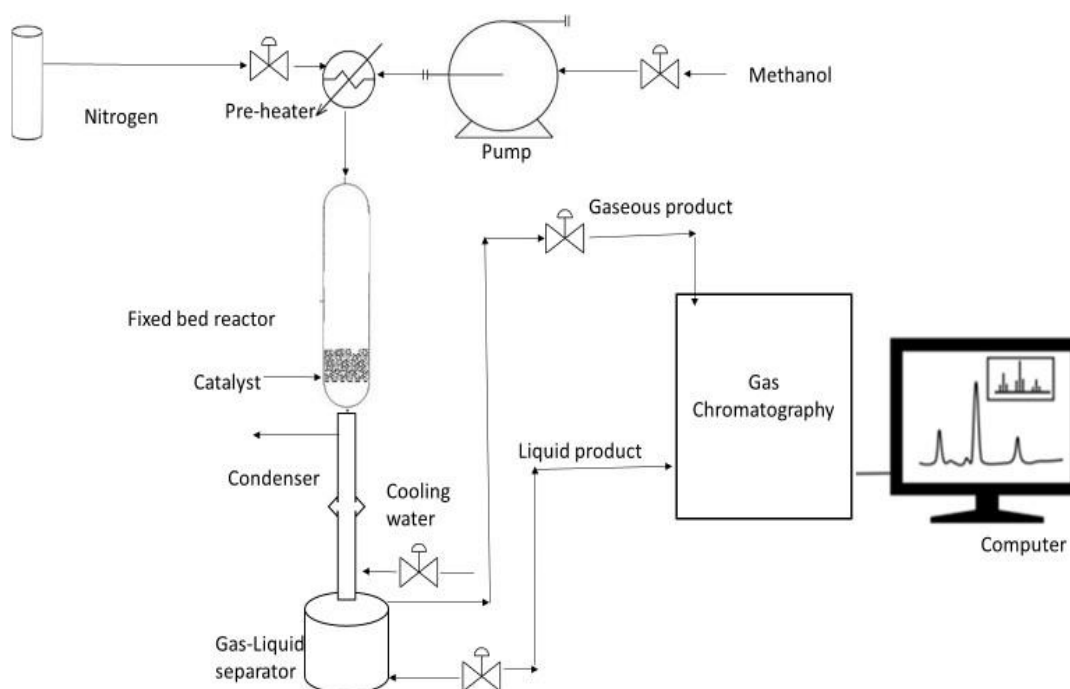 Nitrogen
Pre-heater
Pump
Methanol
Gaseous product
Fixed bed reactor
Catalyst
Gas
Chromatography
Liquid product
Condenser
Cooling
water
Computer
Gas-Liquid
separator